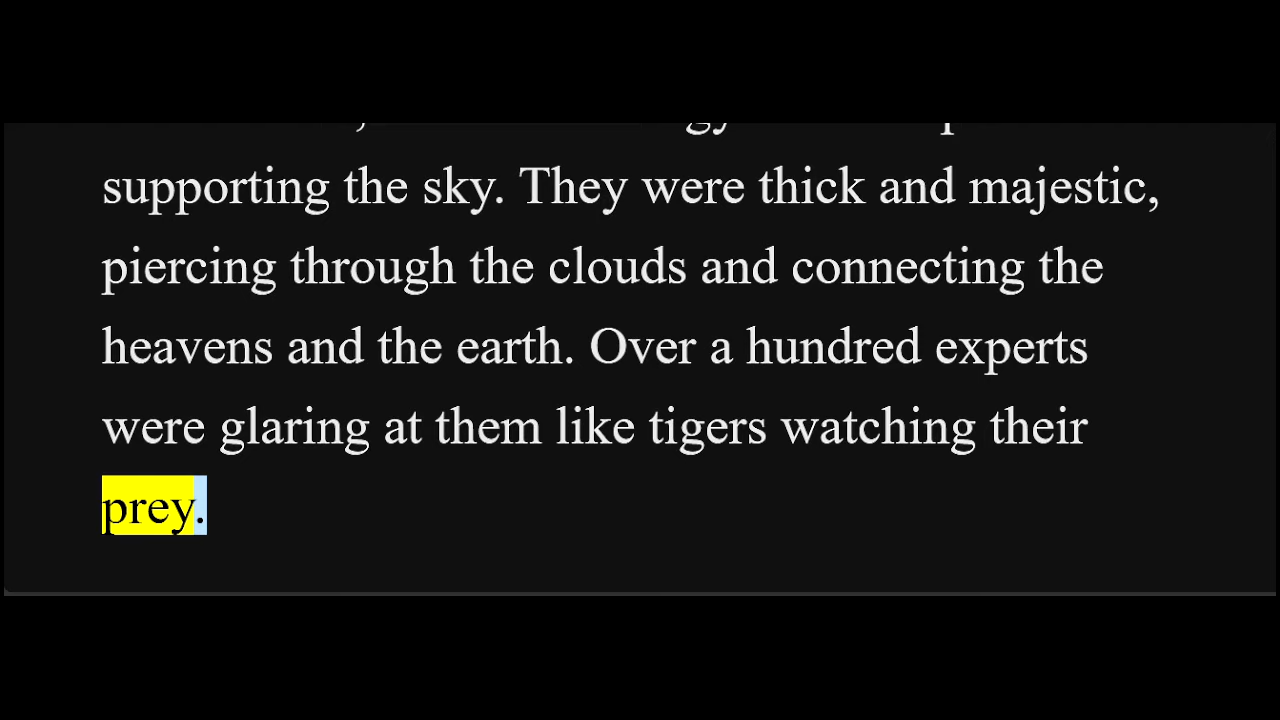 supporting the sky. They were thick and majestic,
piercing through the clouds and connecting the
heavens and the earth. Over a hundred experts
were glaring at them like tigers watching their
prey.